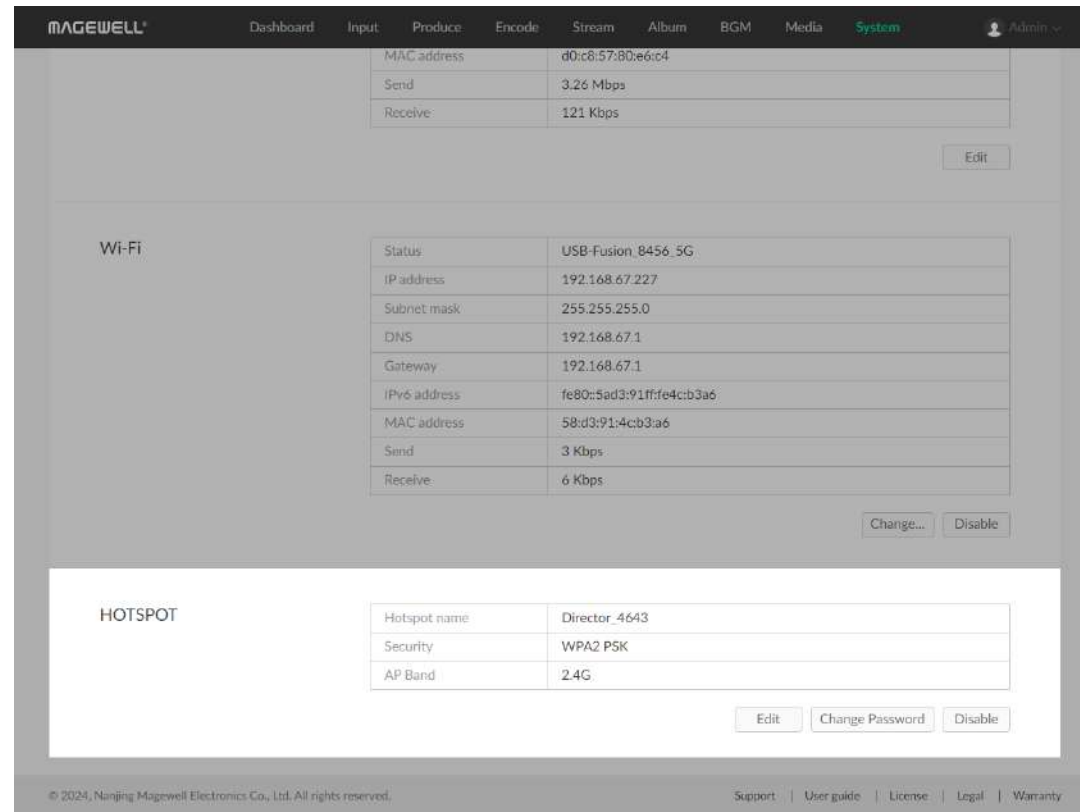 MAGEWELL® Dashboard Input Produce Encode Stream Album BGM Media System Admin
MAC address d0:c8:57:80:e6:c4
Send 3.26 Mbps
Receive 121 Kbps
Edit
Wi-Fi
Status USB-Fusion_8456_5G
IP address 192.168.67.227
Subnet mask 255.255.255.0
DNS 192.168.67.1
Gateway 192.168.67.1
IPv6 address fe80::5ad3:91ff:fe4c:b3a6
MAC address 58:d3:91:4c:b3:a6
Send 3 Kbps
Receive 6 Kbps
Change... Disable
HOTSPOT
Hotspot name Director_4643
Security WPA2 PSK
AP Band 2.4G
Edit Change Password Disable
© 2024, Nanjing Magewell Electronics Co., Ltd. All rights reserved. Support | User guide | License | Legal | Warranty